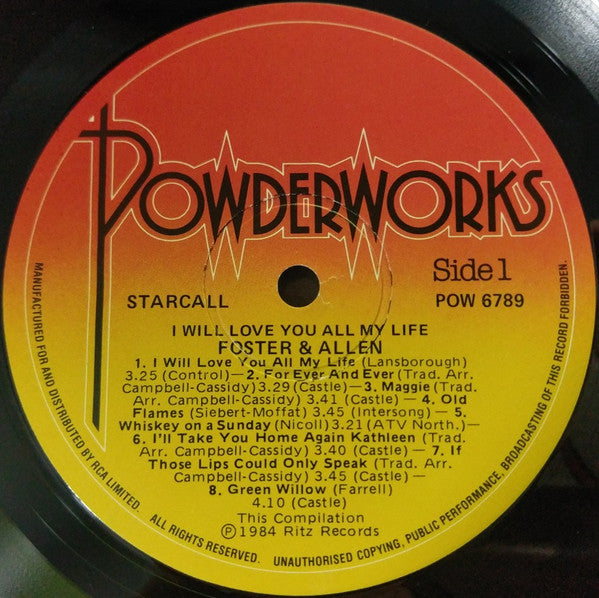 POWDERWORKS
Side 1
STARCALL
POW 6789
I WILL LOVE YOU ALL MY LIFE
FOSTER & ALLEN
1. I Will Love You All My Life (Lansborough)
3.25 (Control) — 2. For Eyer And Ever (Trad. Arr.
Campbell-Cassidy) 3.29 (Castle) — 3. Maggie (Trad.
Arr. Campbell-Cassidy) 3.41 (Castle) — 4. Old
Flames (Siebert-Moffat) 3.45 (Intersong) — 5.
Whiskey on a Sunday (Nicoll) 3.21 (ATV North.) —
6. I'll Take You Home Again Kathleen (Trad.
Arr. Campbell-Cassidy) 3.40 (Castle) — 7. If
Those Lips Could Only Speak (Trad. Arr.
Campbell-Cassidy) 3.45 (Castle) —
8. Green Willow (Farrell)
4.10 (Castle)
This Compilation
Ⓟ 1984 Ritz Records
MANUFACTURED FOR AND DISTRIBUTED BY RCA LIMITED. ALL RIGHTS RESERVED. UNAUTHORISED COPYING, PUBLIC PERFORMANCE, BROADCASTING OF THIS RECORD FORBIDDEN.